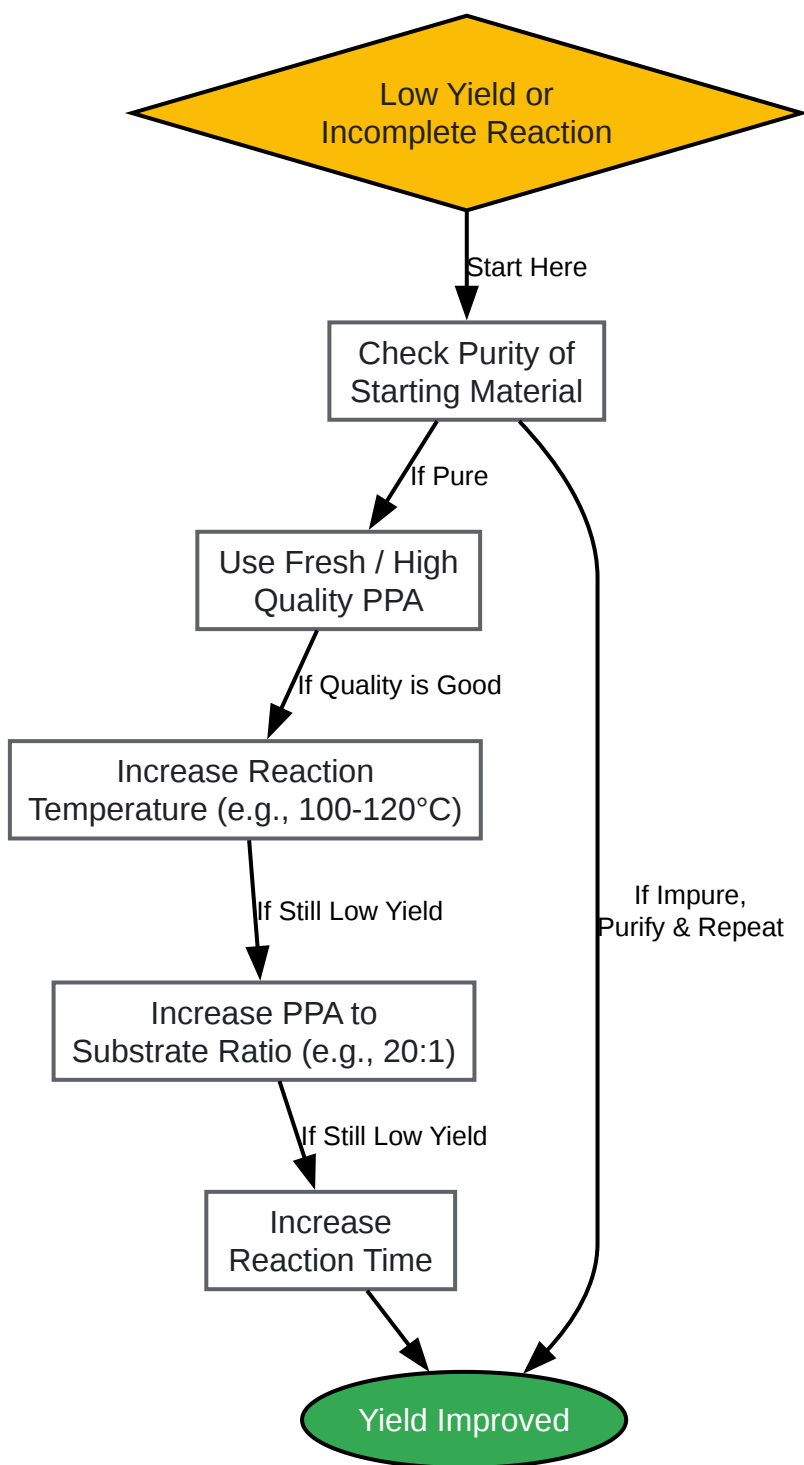 Low Yield or
Incomplete Reaction
Start Here
Check Purity of
Starting Material
If Pure
Use Fresh / High
Quality PPA
If Quality is Good
Increase Reaction
Temperature (e.g., 100-120°C)
If Impure,
Purify & Repeat
If Still Low Yield
Increase PPA to
Substrate Ratio (e.g., 20:1)
If Still Low Yield
Increase
Reaction Time
Yield Improved